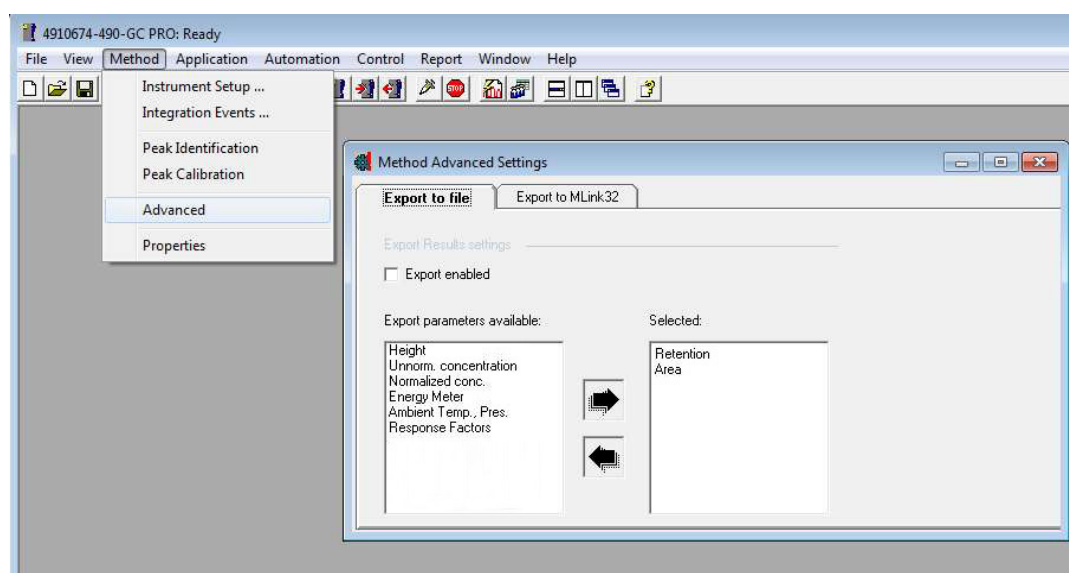 4910674-490-GC PRO: Ready
File View Method Application Automation Control Report Window Help
STOP
Instrument Setup ...
Integration Events ...
Peak Identification
Peak Calibration
Advanced
Properties
Method Advanced Settings
Export to file Export to MLink32
Export Results settings
Export enabled
Export parameters available: Selected:
Height
Unnorm. concentration
Normalized conc.
Energy Meter
Ambient Temp., Pres.
Response Factors
Retention
Area